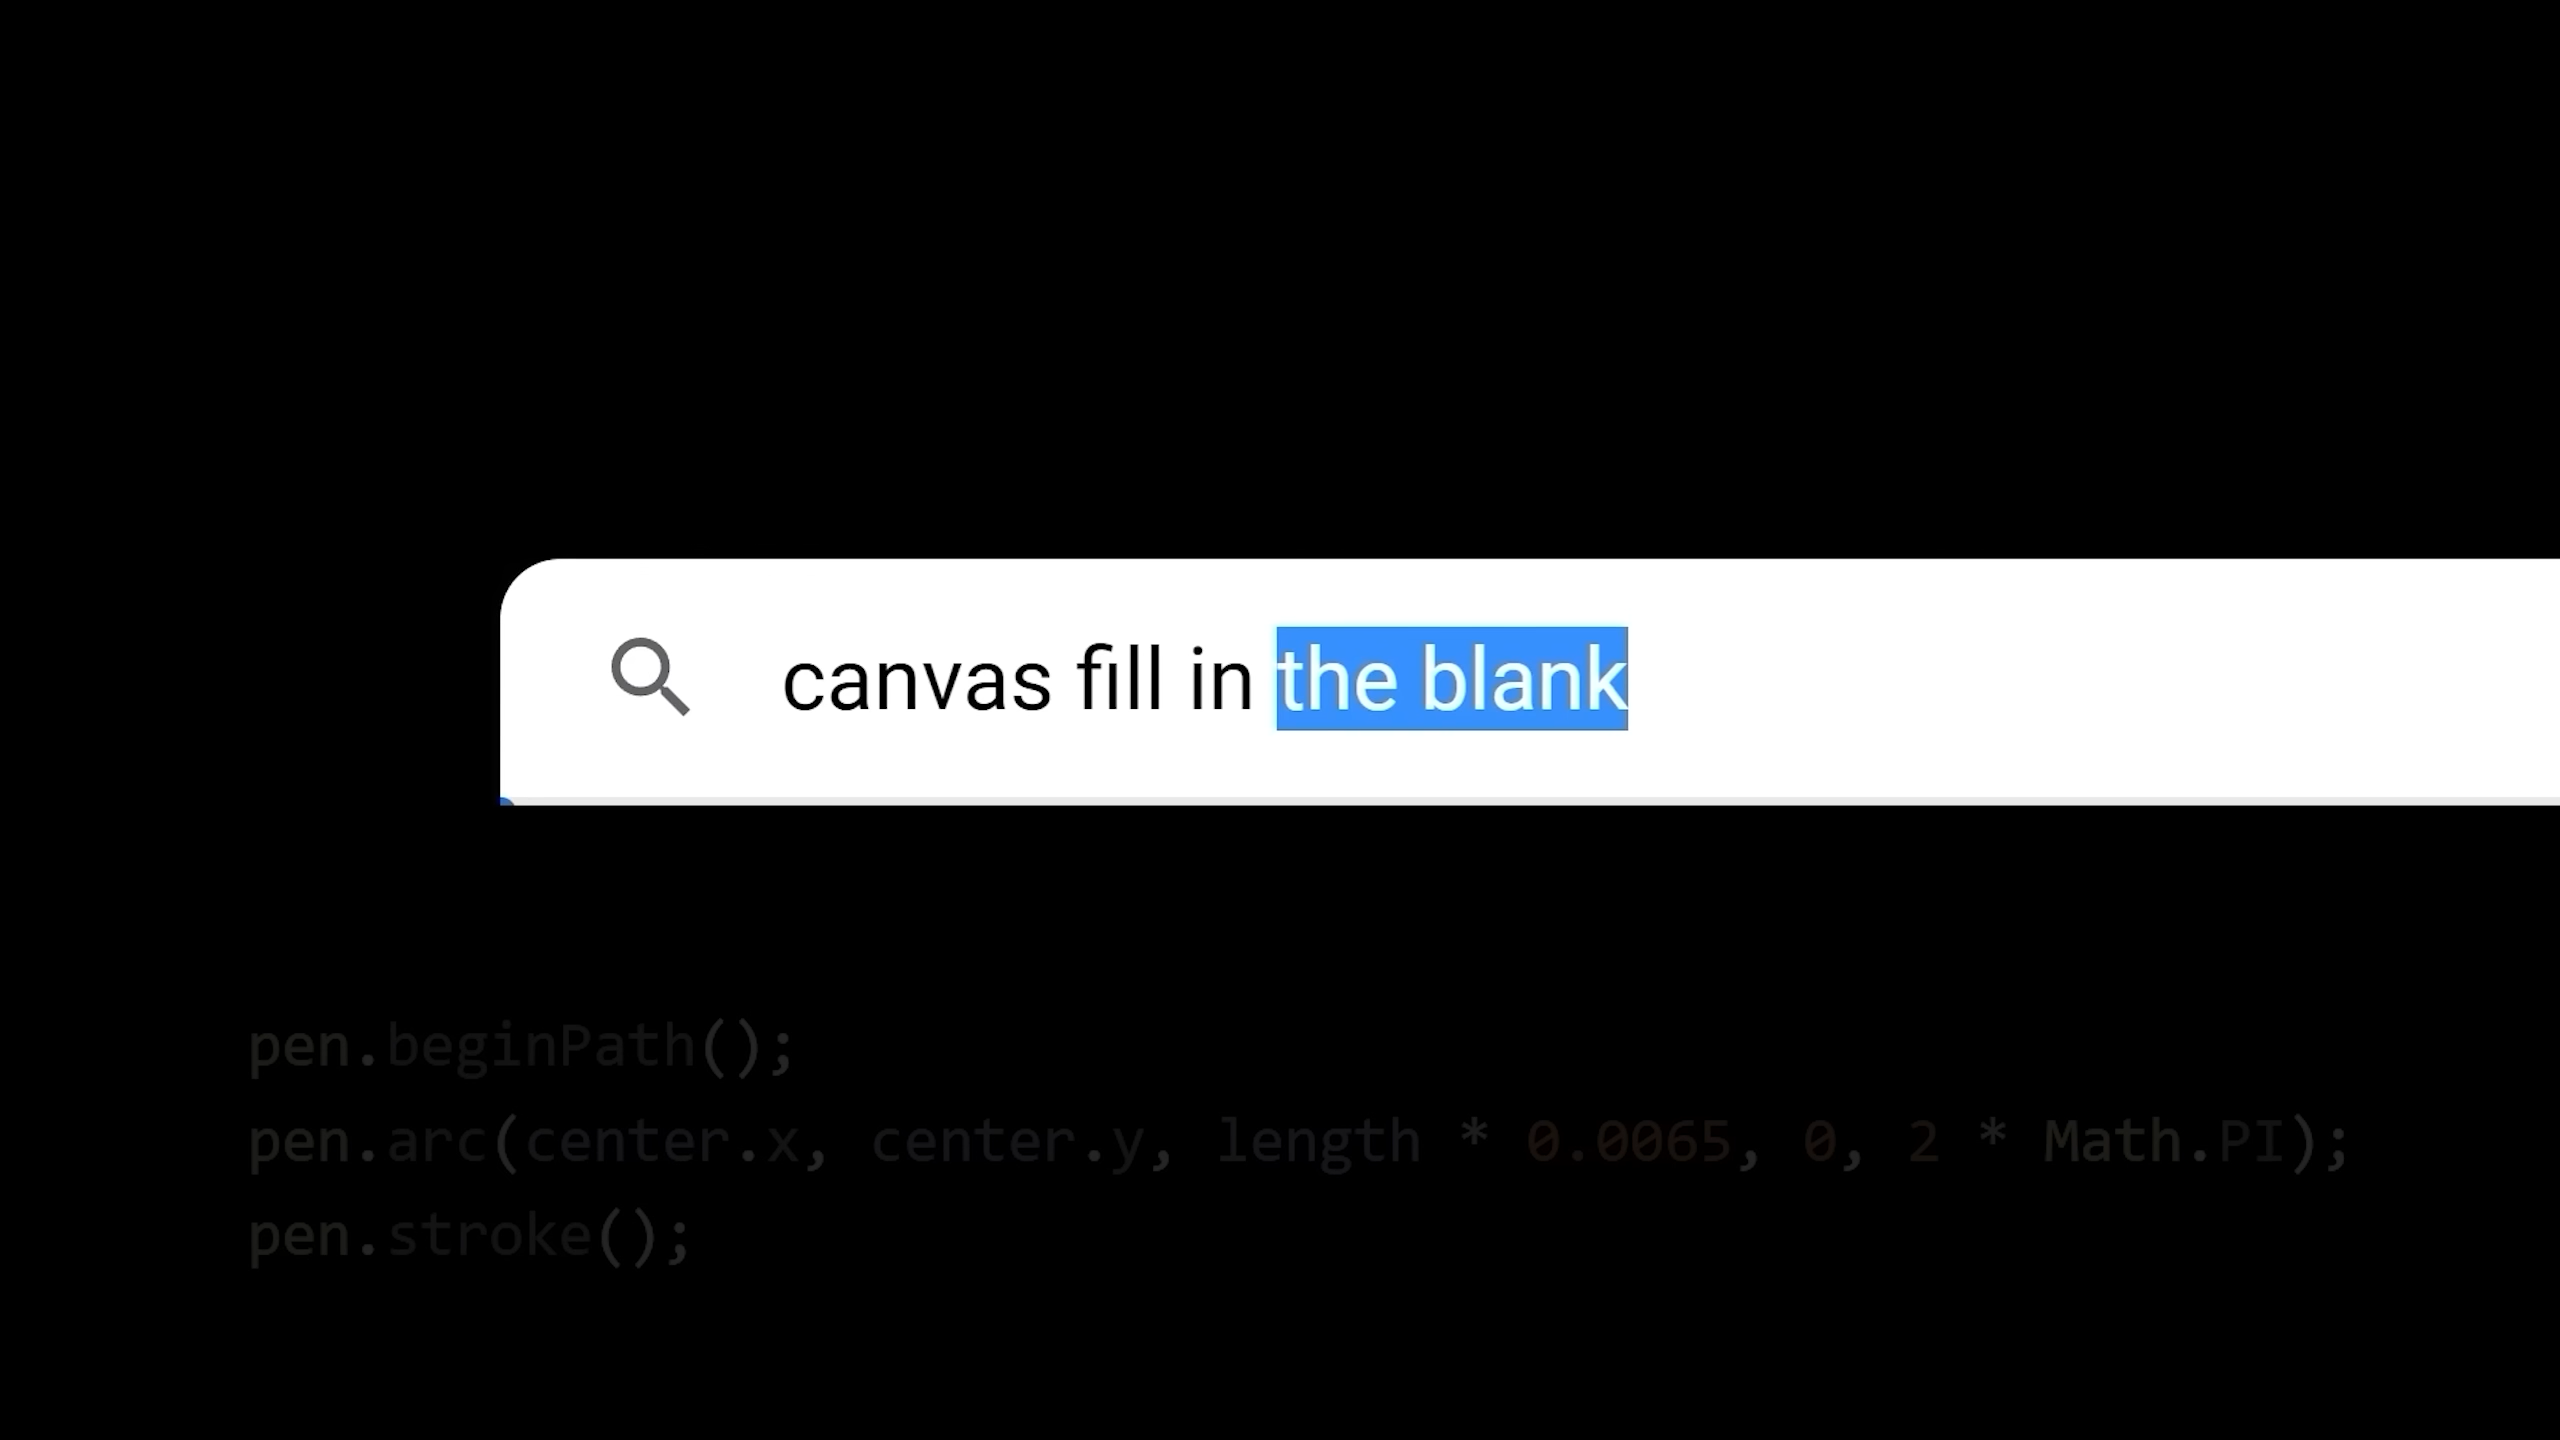 canvas fill in the blank
pen.beginPath();
pen.arc(center.x, center.y, length * 0.0065, 0, 2 * Math.PI);
pen.stroke();